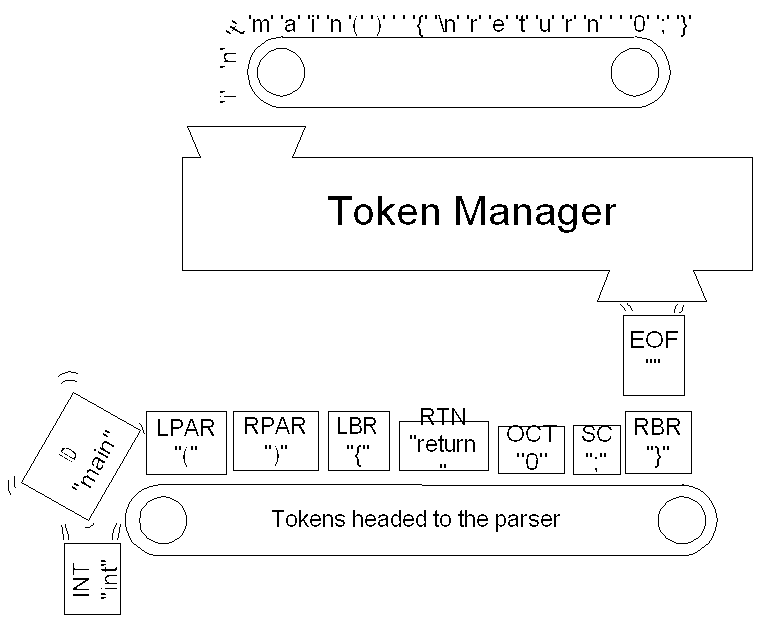 'm' 'a' 'i' 'n' '(' ')' ' ' '{' '\n' 'r' 'e' 't' 'u' 'r' 'n' ' ' '0' ';' '}'
't'
'n'
'i'
Token Manager
EOF
""
LPAR
"("
RPAR
")"
LBR
"{"
RTN
"return
"
OCT
"0"
SC
";"
RBR
"}"
ID
"main"
Tokens headed to the parser
INT
"int"